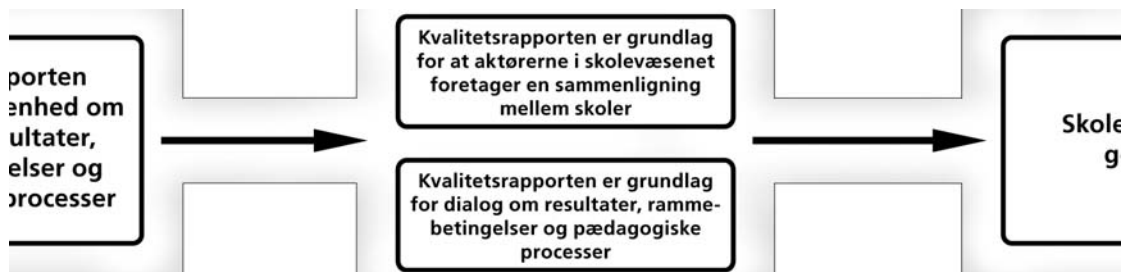 porten
enhed om
ultater,
elser og
processer
Kvalitetsrapporten er grundlag
for at aktørerne i skolevæsenet
foretager en sammenligning
mellem skoler
Kvalitetsrapporten er grundlag
for dialog om resultater, ramme-
betingelser og pædagogiske
processer
Skole
g